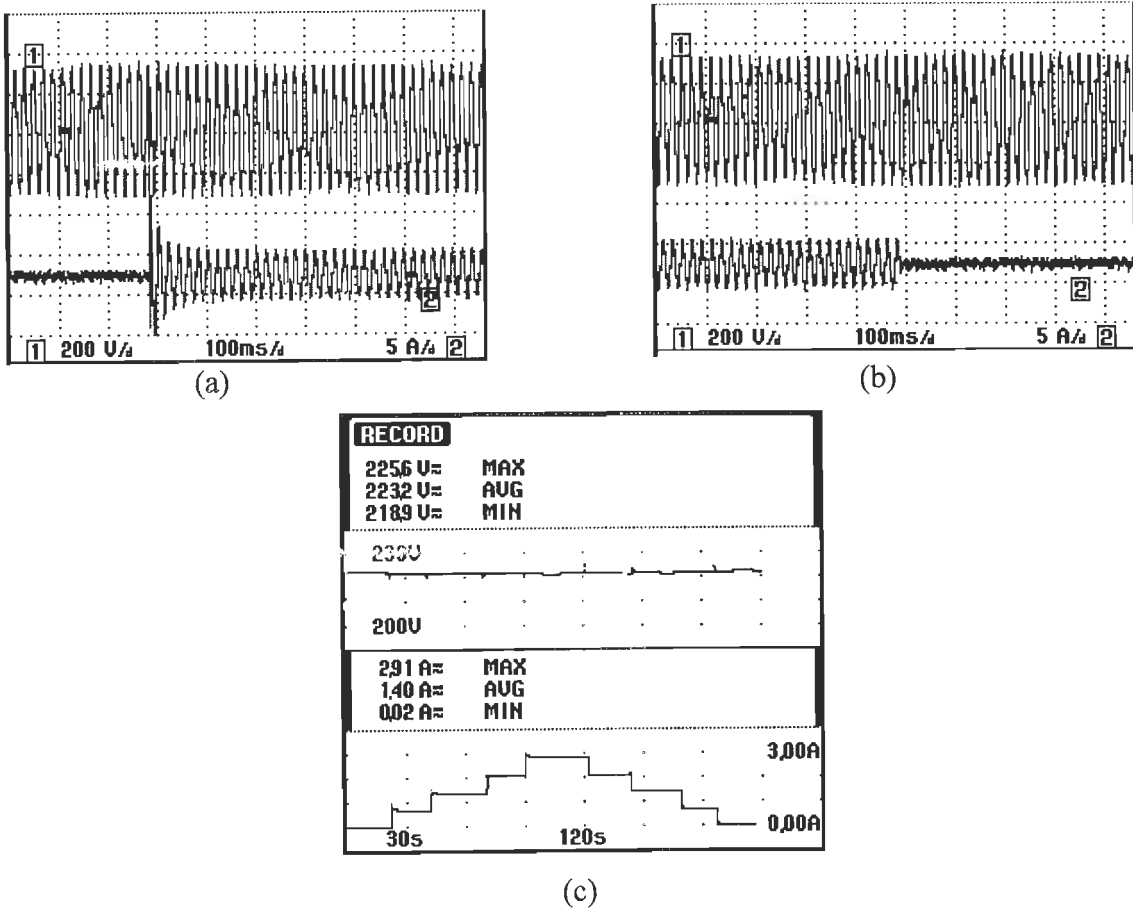 1
2
1 200 V/d 100ms/d 5 A/d 2
(a)
1
2
1 200 V/d 100ms/d 5 A/d 2
(b)
RECORD
225,6 V≂ MAX
223,2 V≂ AVG
218,9 V≂ MIN
230V
200V
2,91 A≂ MAX
1,40 A≂ AVG
0,02 A≂ MIN
3,00A
0,00A
30s 120s
(c)